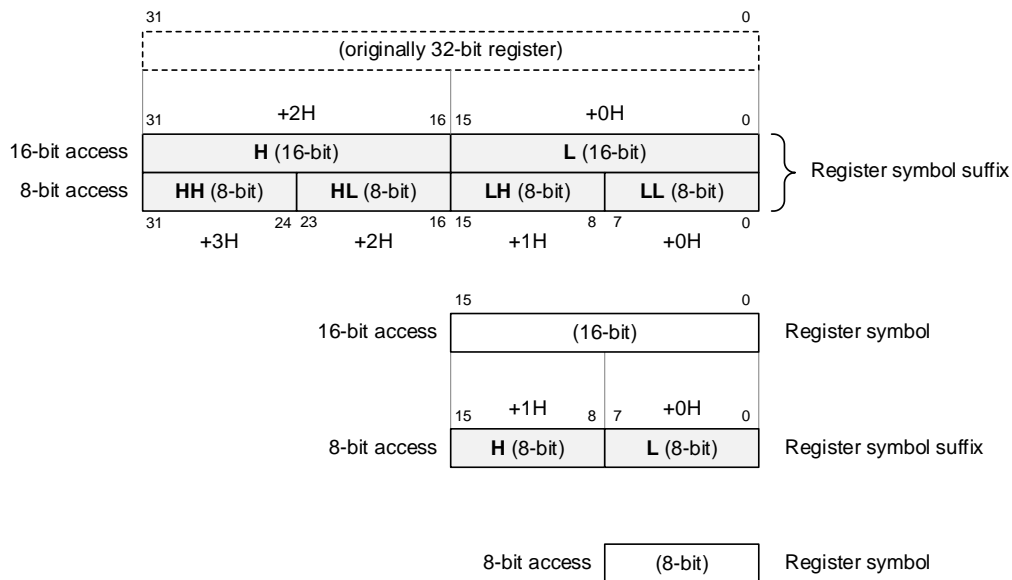 31 0
(originally 32-bit register)
+2H +0H
31 16 15 0
16-bit access H (16-bit) L (16-bit)
Register symbol suffix
8-bit access HH (8-bit) HL (8-bit) LH (8-bit) LL (8-bit)
31 24 23 16 15 8 7 0
+3H +2H +1H +0H
15 0
16-bit access (16-bit) Register symbol
+1H +0H
15 8 7 0
8-bit access H (8-bit) L (8-bit) Register symbol suffix
8-bit access (8-bit) Register symbol